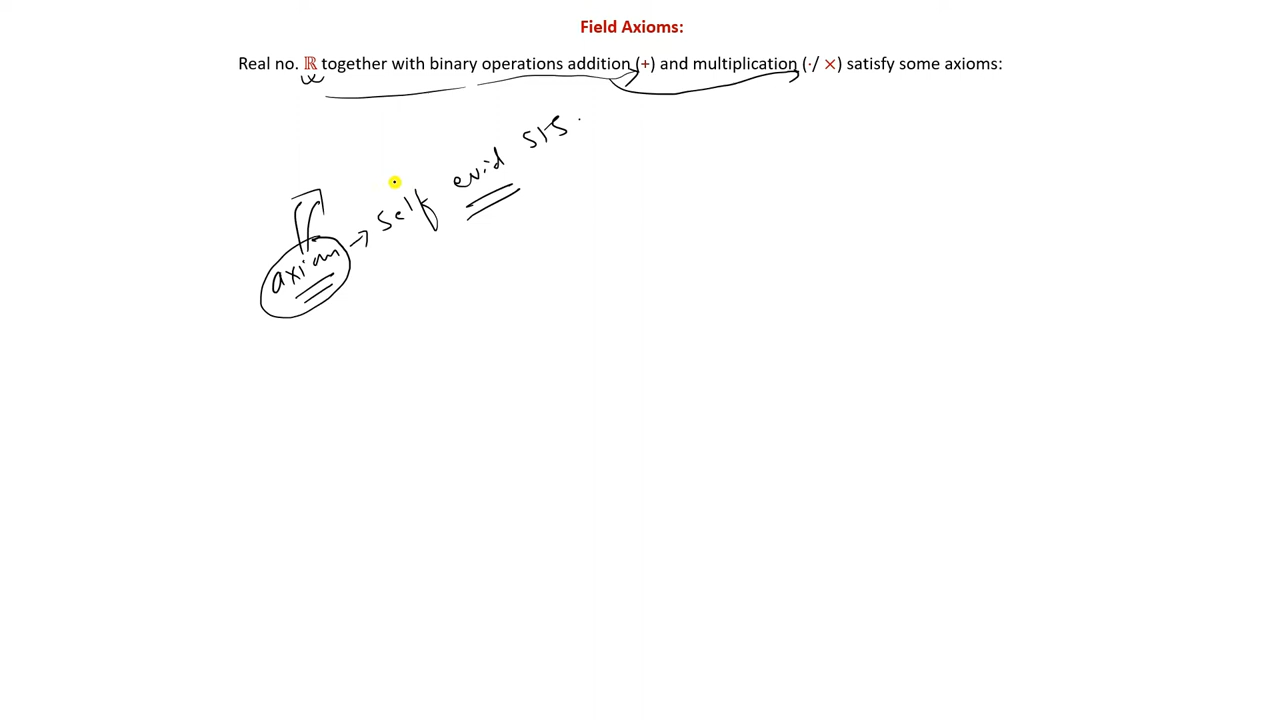 Field Axioms:
Real no. ℝ together with binary operations addition (+) and multiplication (·/ ×) satisfy some axioms:
axiom → self evid